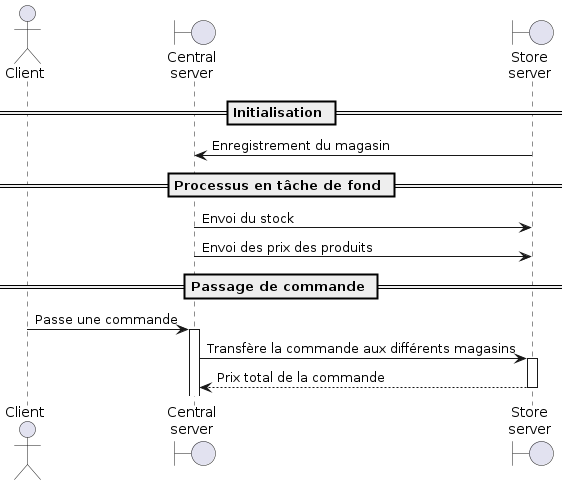 Client
Central
server
Store
server
Initialisation
Enregistrement du magasin
Processus en tâche de fond
Envoi du stock
Envoi des prix des produits
Passage de commande
Passe une commande
Transfère la commande aux différents magasins
Prix total de la commande
Client
Central
server
Store
server